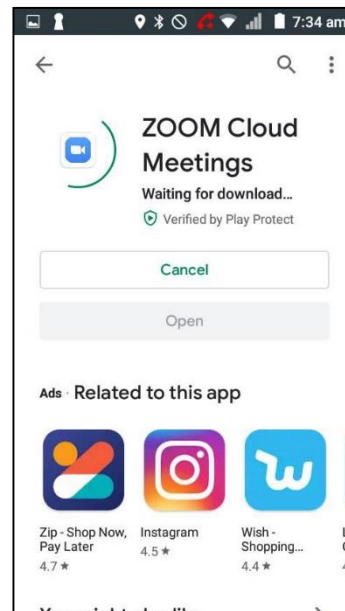 7:34 am
ZOOM Cloud
Meetings
Waiting for download...
Verified by Play Protect
Cancel
Open
Ads · Related to this app
Zip - Shop Now,
Pay Later
4.7 ★
Instagram
4.5 ★
Wish -
Shopping...
4.4 ★